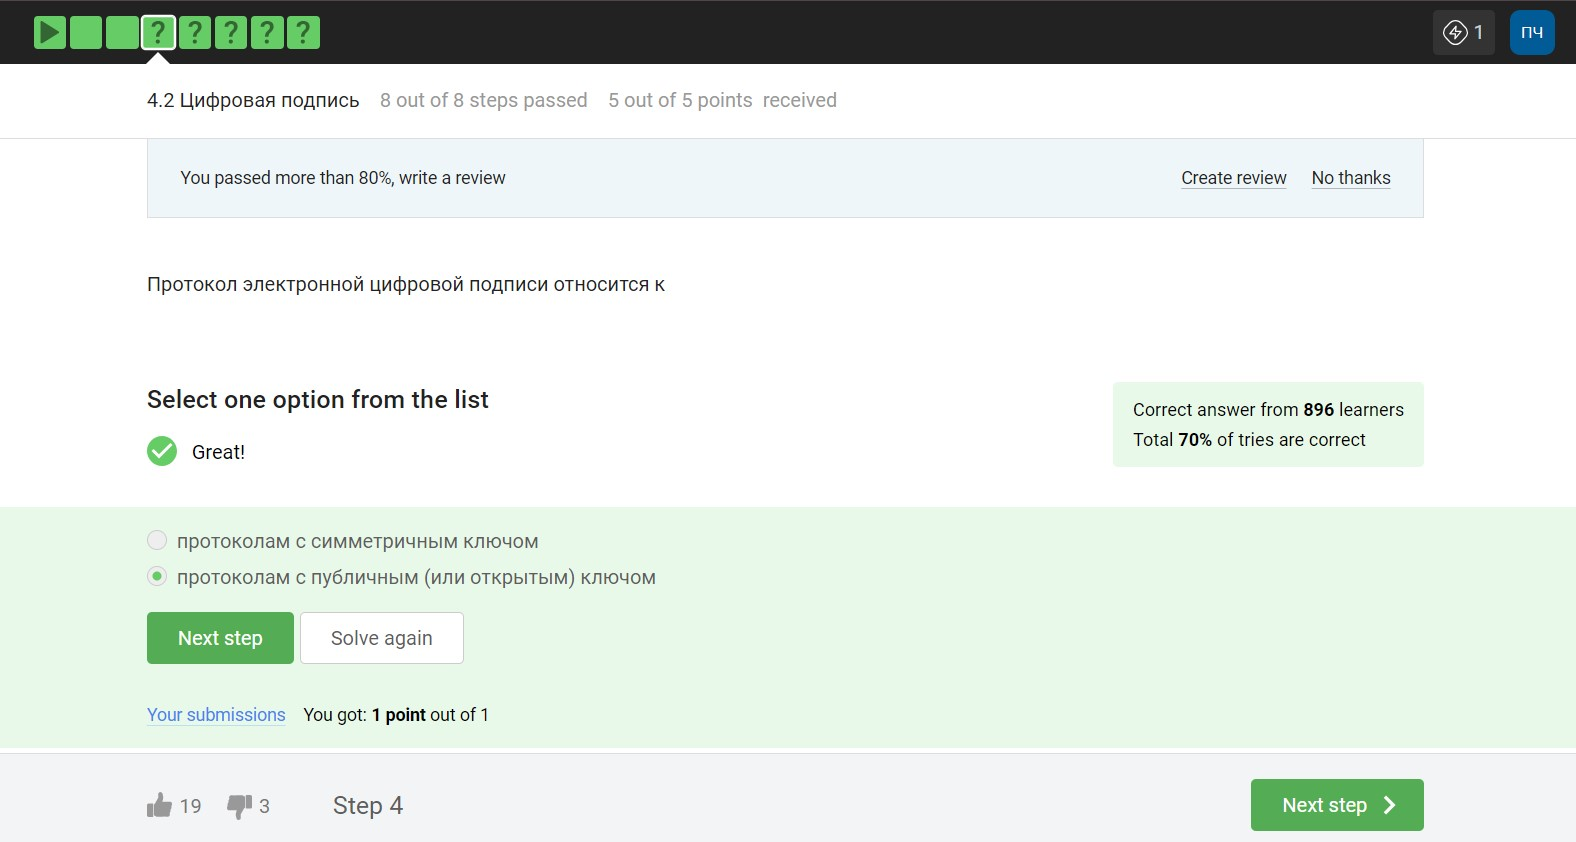 ? ? ? ? ?
1
ПЧ
4.2 Цифровая подпись 8 out of 8 steps passed 5 out of 5 points received
You passed more than 80%, write a review Create review No thanks
Протокол электронной цифровой подписи относится к
Select one option from the list
Great!
Correct answer from 896 learners
Total 70% of tries are correct
протоколам с симметричным ключом
протоколам с публичным (или открытым) ключом
Next step Solve again
Your submissions You got: 1 point out of 1
19 3 Step 4 Next step